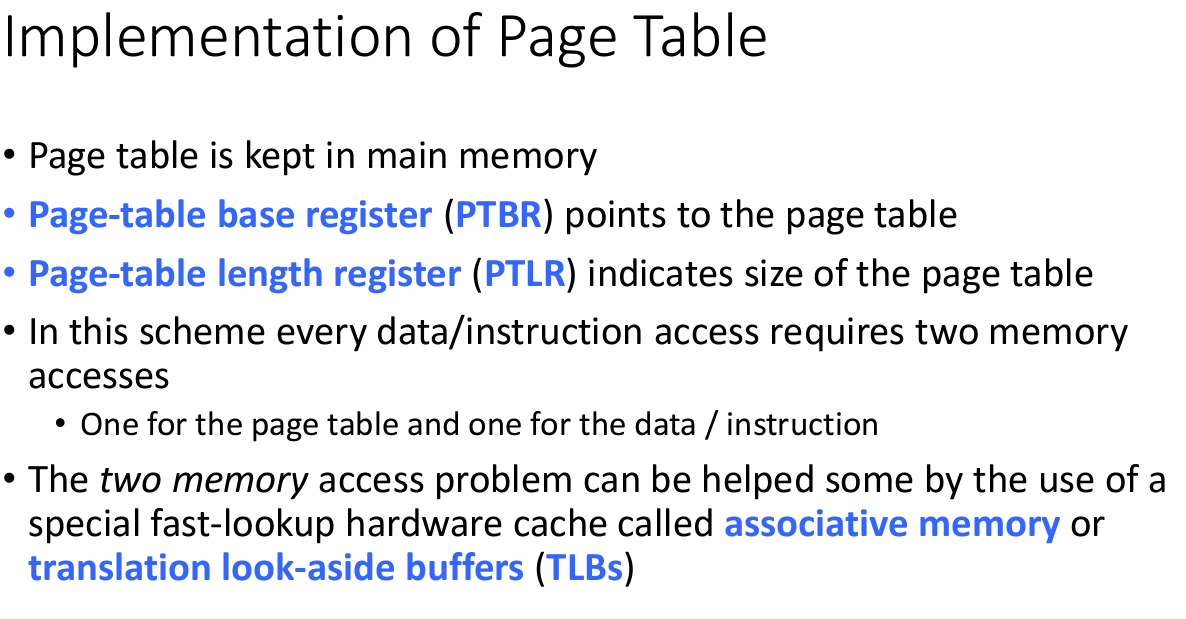 Implementation of Page Table
• Page table is kept in main memory
• Page-table base register (PTBR) points to the page table
• Page-table length register (PTLR) indicates size of the page table
• In this scheme every data/instruction access requires two memory
accesses
• One for the page table and one for the data / instruction
• The two memory access problem can be helped some by the use of a
special fast-lookup hardware cache called associative memory or
translation look-aside buffers (TLBs)